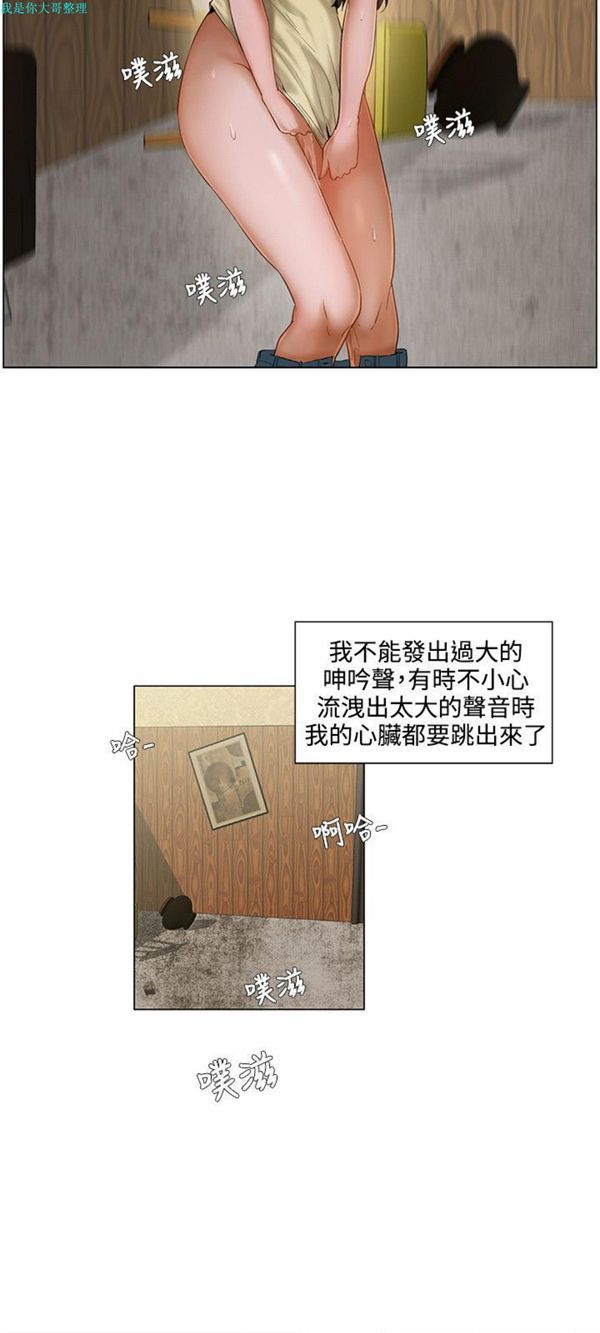 我是你大哥整理
噗滋
噗滋
噗滋
我不能發出過大的
呻吟聲，有時不小心
流洩出太大的聲音時
我的心臟都要跳出來了
哈~
啊哈~
噗滋
噗滋